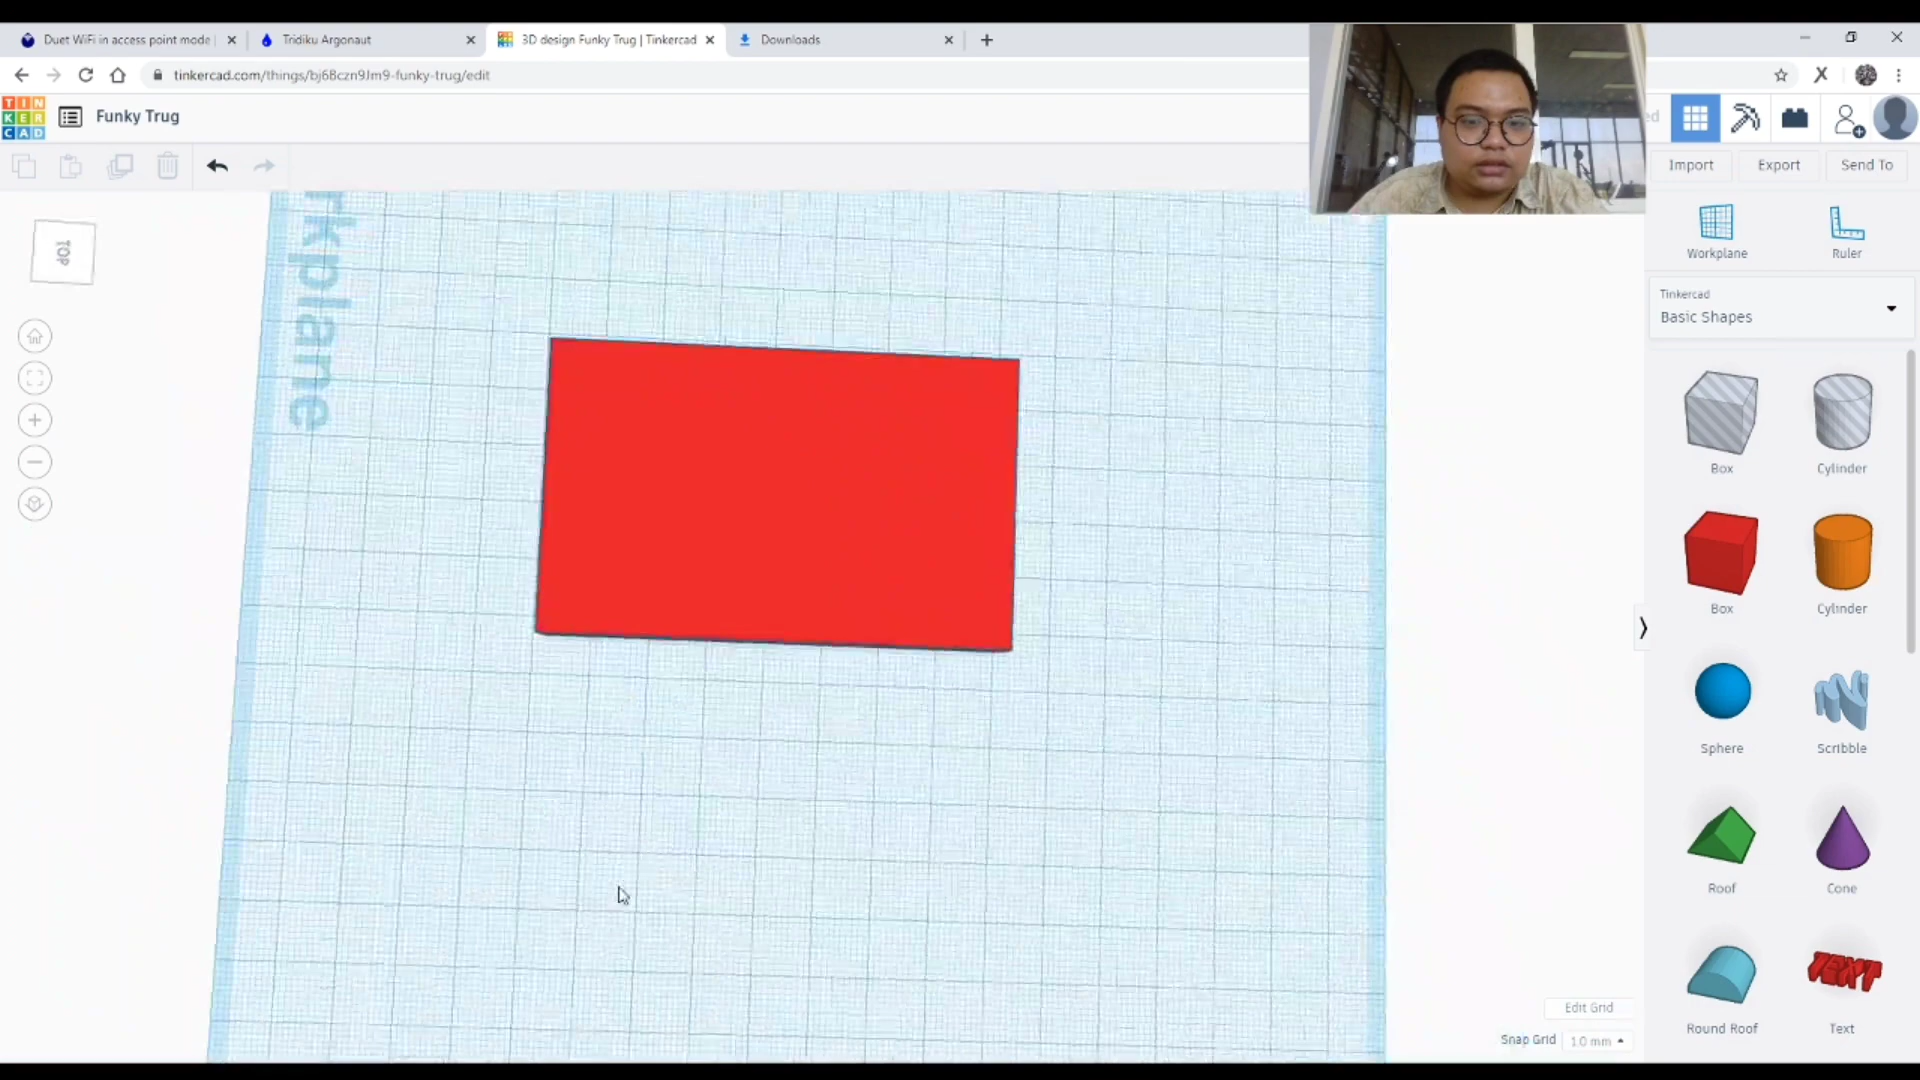 Duet WiFi in access point mode
Tridiku Argonaut
3D design Funky Trug | Tinkercad
Downloads
tinkercad.com/things/bj68czn9Jm9-funky-trug/edit
TIN
KER
CAD
Funky Trug
ed
Import
Export
Send To
TOP
rkplane
Workplane
Ruler
Tinkercad
Basic Shapes
Box
Cylinder
Box
Cylinder
Sphere
Scribble
Roof
Cone
Round Roof
TEXT
Text
Edit Grid
Snap Grid
1.0 mm